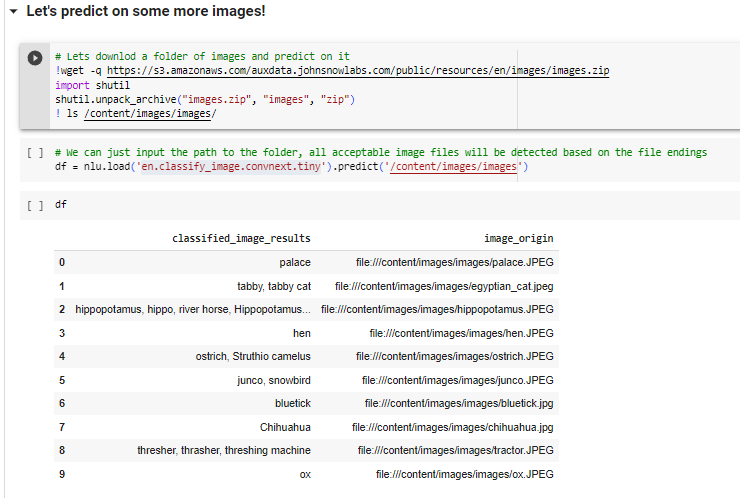 Let's predict on some more images!
# Lets downlod a folder of images and predict on it
!wget -q https://s3.amazonaws.com/auxdata.johnsnowlabs.com/public/resources/en/images/images.zip
import shutil
shutil.unpack_archive("images.zip", "images", "zip")
! ls /content/images/images/
[ ] # We can just input the path to the folder, all acceptable image files will be detected based on the file endings
df = nlu.load('en.classify_image.convnext.tiny').predict('/content/images/images')
[ ] df
classified_image_results image_origin
0 palace file:///content/images/images/palace.JPEG
1 tabby, tabby cat file:///content/images/images/egyptian_cat.jpeg
2 hippopotamus, hippo, river horse, Hippopotamus... file:///content/images/images/hippopotamus.JPEG
3 hen file:///content/images/images/hen.JPEG
4 ostrich, Struthio camelus file:///content/images/images/ostrich.JPEG
5 junco, snowbird file:///content/images/images/junco.JPEG
6 bluetick file:///content/images/images/bluetick.jpg
7 Chihuahua file:///content/images/images/chihuahua.jpg
8 thresher, thrasher, threshing machine file:///content/images/images/tractor.JPEG
9 ox file:///content/images/images/ox.JPEG